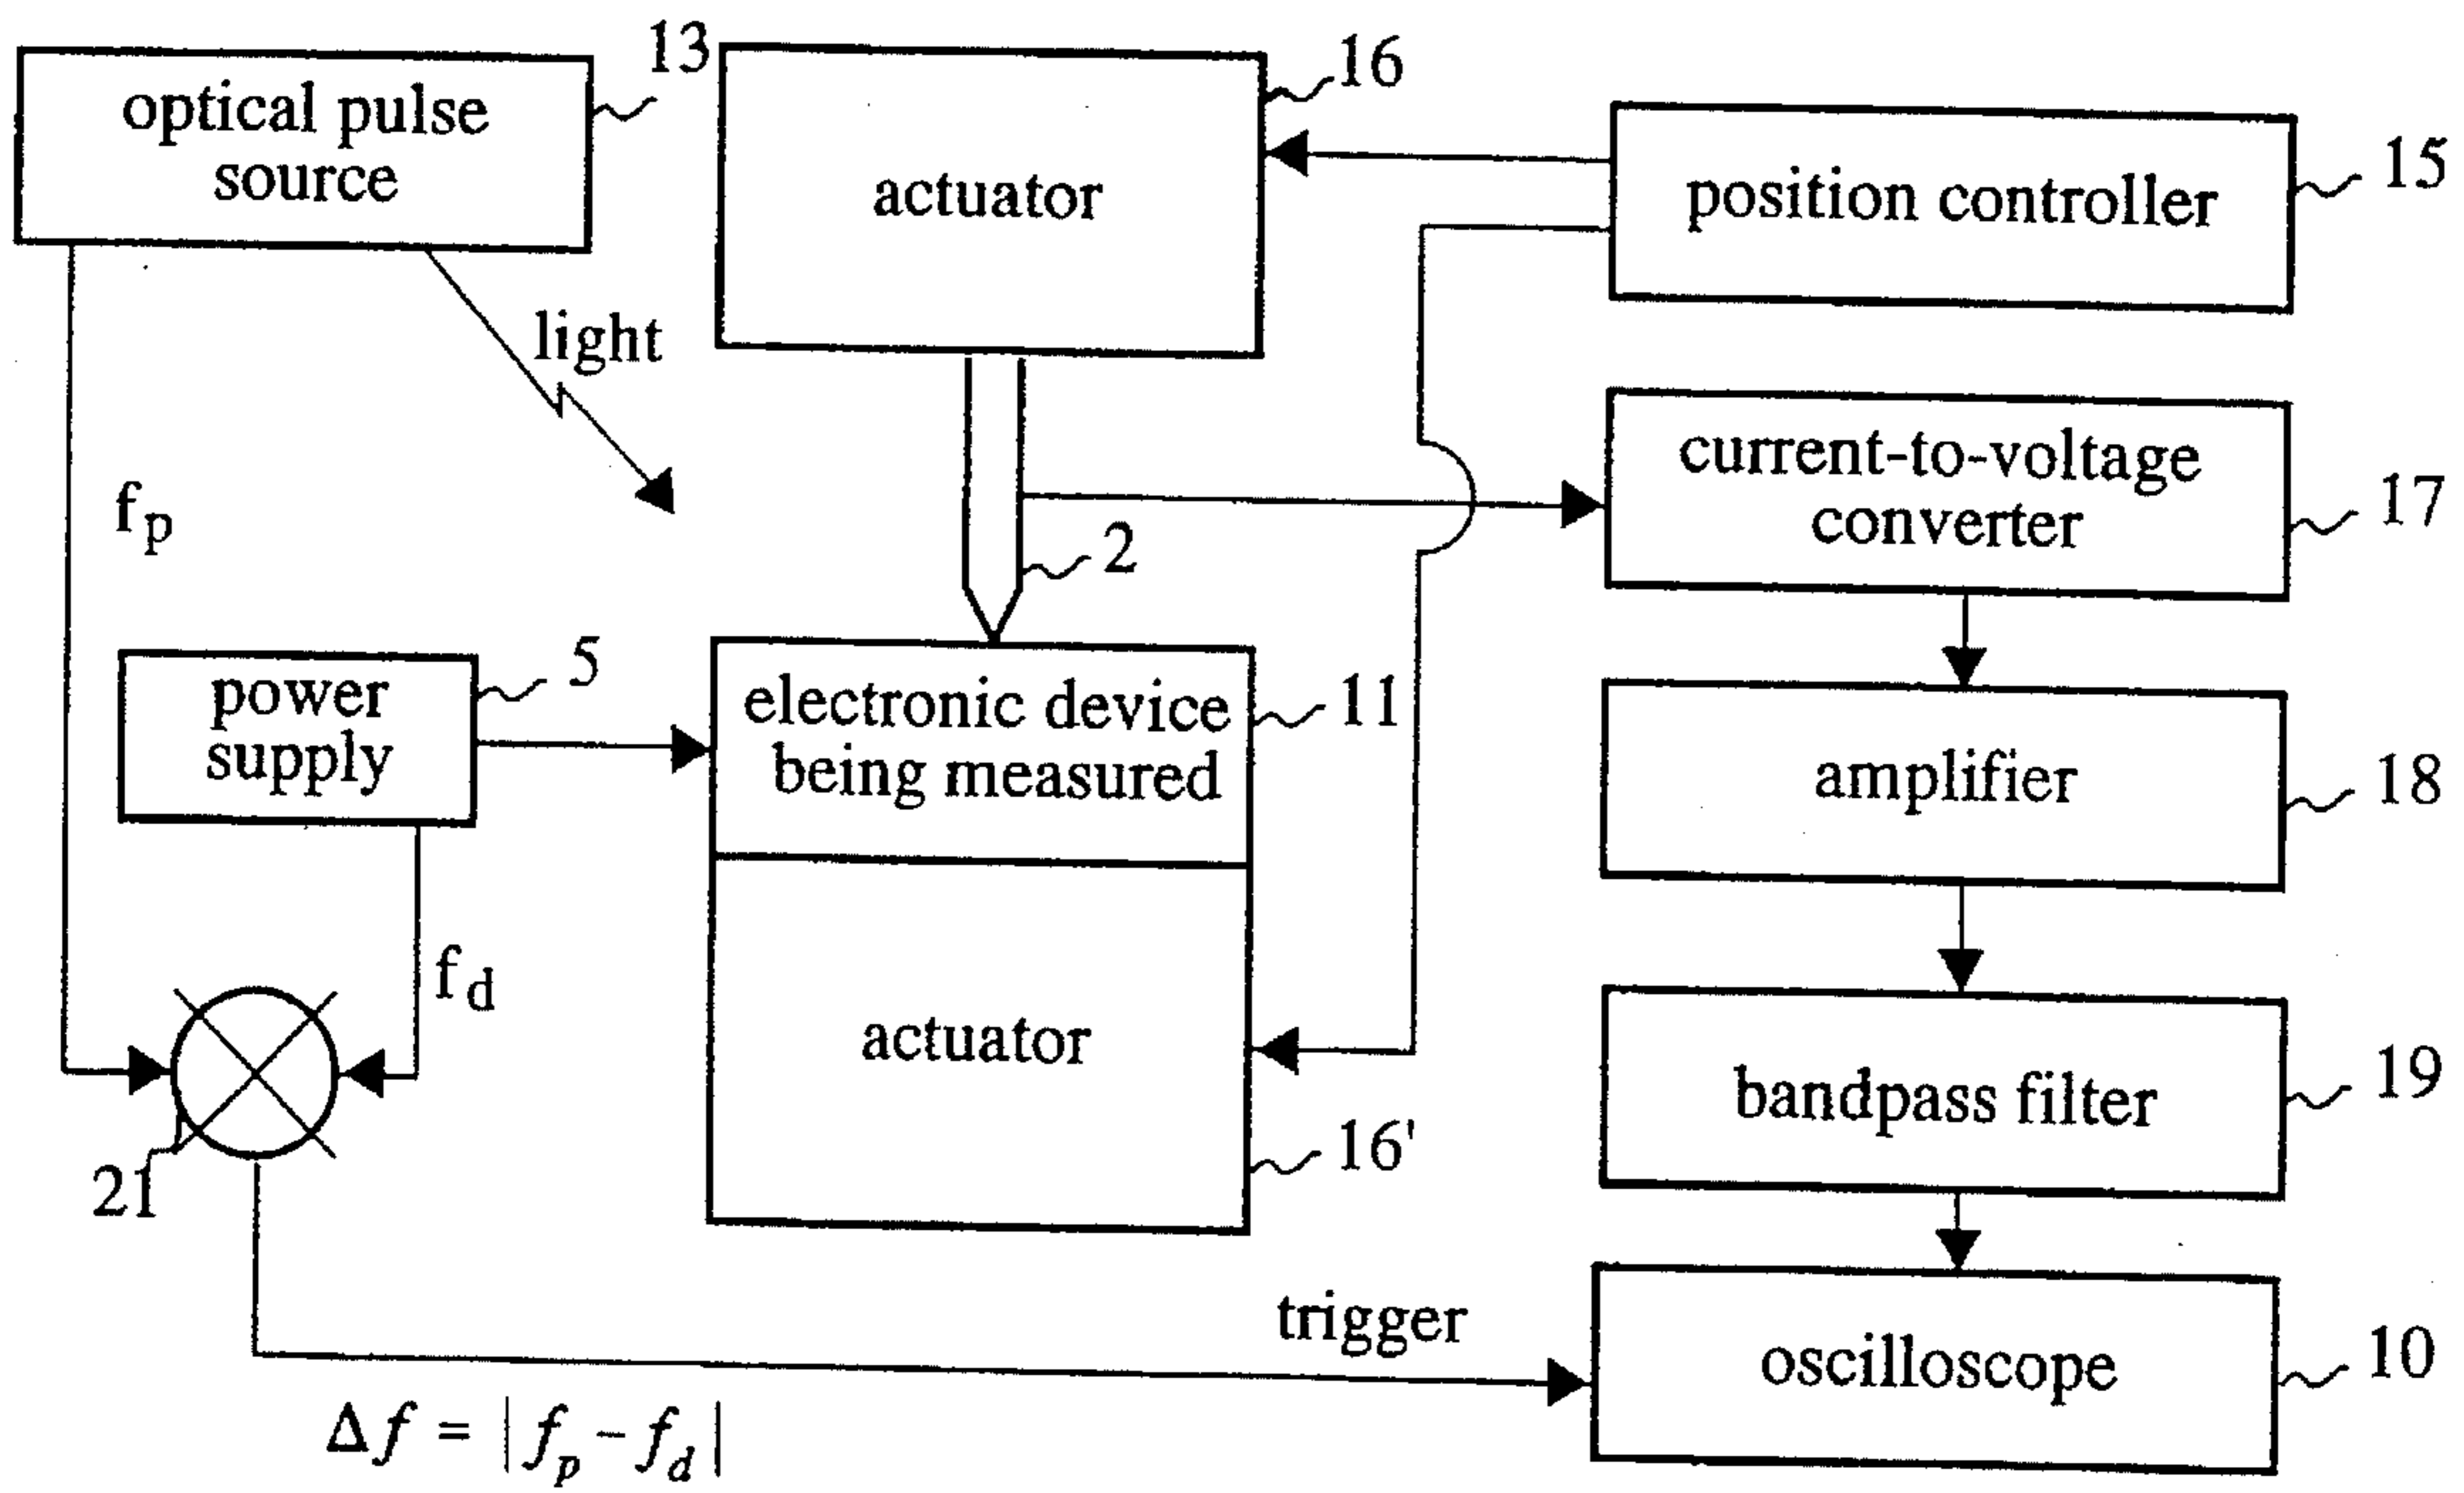 optical pulse
source
13
actuator
16
position controller
15
light
fp
current-to-voltage
converter
17
2
power
supply
5
electronic device
being measured
11
amplifier
18
fd
actuator
16'
bandpass filter
19
21
trigger
oscilloscope
10
Δf = |fp − fd|